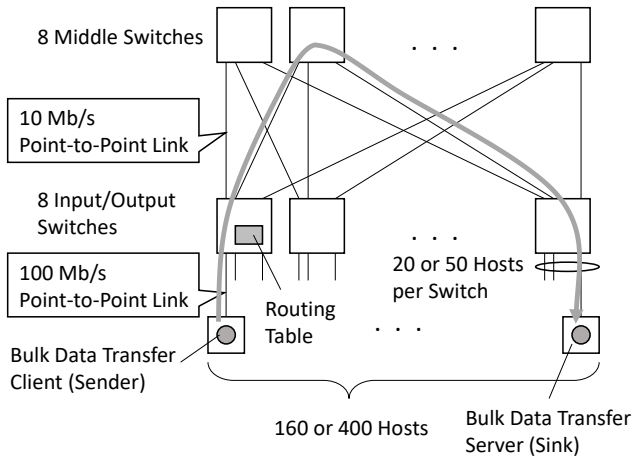 8 Middle Switches
. . .
10 Mb/s
Point-to-Point Link
8 Input/Output
Switches
. . .
100 Mb/s
Point-to-Point Link
20 or 50 Hosts
per Switch
Routing
Table
. . .
Bulk Data Transfer
Client (Sender)
160 or 400 Hosts
Bulk Data Transfer
Server (Sink)